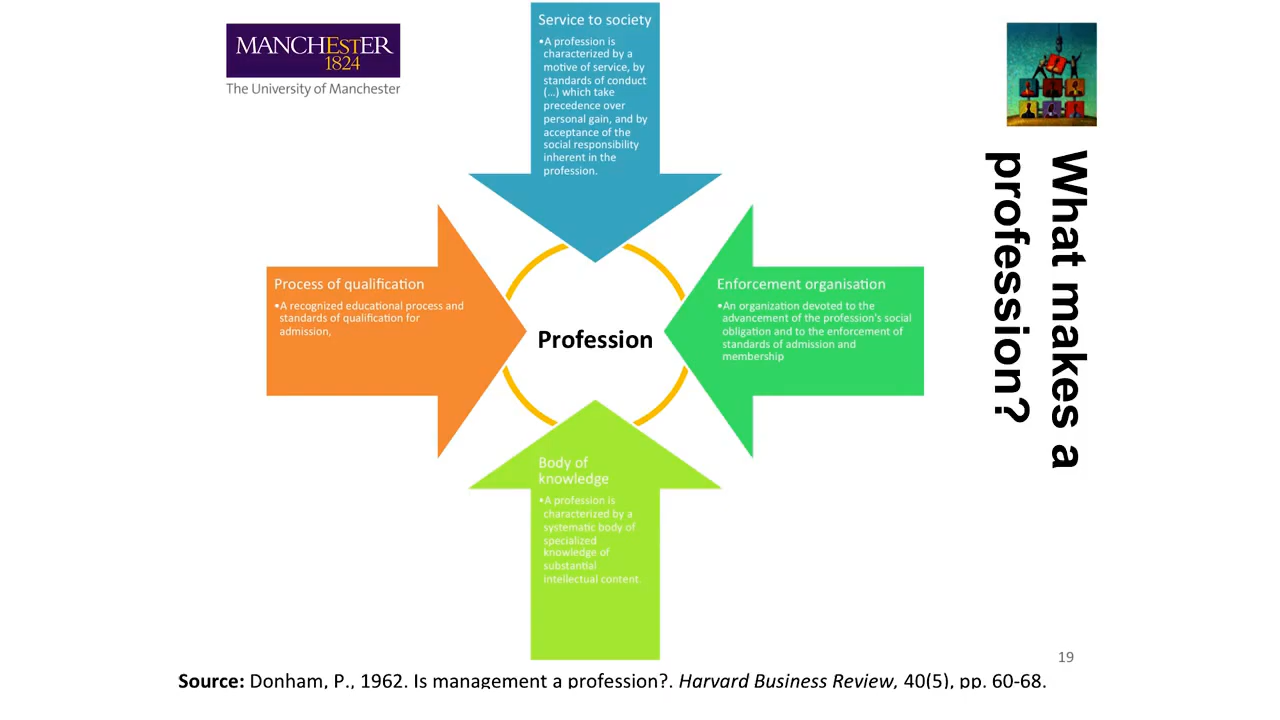 MANCHESTER
1824
The University of Manchester
What makes a
profession?
Service to society
•A profession is
characterized by a
motive of service, by
standards of conduct
(...) which take
precedence over
personal gain, and by
acceptance of the
social responsibility
inherent in the
profession.
Process of qualification
•A recognized educational process and
standards of qualification for
admission,
Profession
Enforcement organisation
•An organization devoted to the
advancement of the profession's social
obligation and to the enforcement of
standards of admission and
membership
Body of
knowledge
•A profession is
characterized by a
systematic body of
specialized
knowledge of
substantial
intellectual content.
19
Source: Donham, P., 1962. Is management a profession?. Harvard Business Review, 40(5), pp. 60-68.